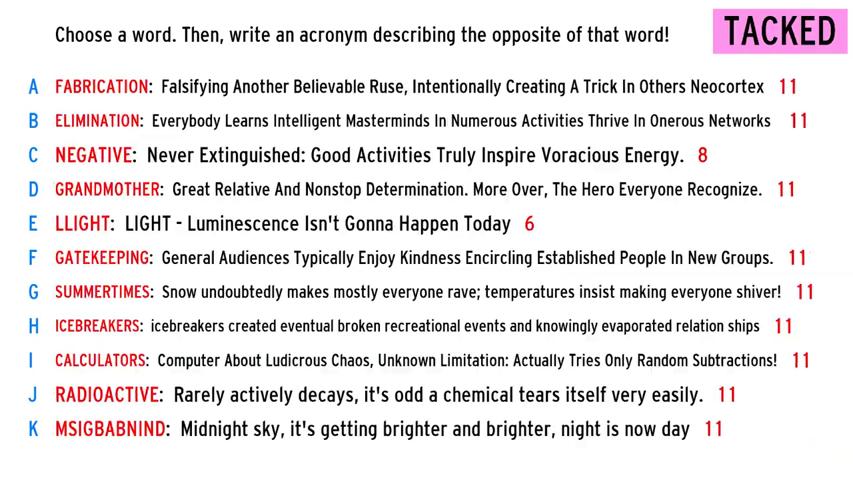 Choose a word. Then, write an acronym describing the opposite of that word!
TACKED
A FABRICATION: Falsifying Another Believable Ruse, Intentionally Creating A Trick In Others Neocortex 11
B ELIMINATION: Everybody Learns Intelligent Masterminds In Numerous Activities Thrive In Onerous Networks 11
C NEGATIVE: Never Extinguished: Good Activities Truly Inspire Voracious Energy. 8
D GRANDMOTHER: Great Relative And Nonstop Determination. More Over, The Hero Everyone Recognize. 11
E LLIGHT: LIGHT - Luminescence Isn't Gonna Happen Today 6
F GATEKEEPING: General Audiences Typically Enjoy Kindness Encircling Established People In New Groups. 11
G SUMMERTIMES: Snow undoubtedly makes mostly everyone rave; temperatures insist making everyone shiver! 11
H ICEBREAKERS: icebreakers created eventual broken recreational events and knowingly evaporated relation ships 11
I CALCULATORS: Computer About Ludicrous Chaos, Unknown Limitation: Actually Tries Only Random Subtractions! 11
J RADIOACTIVE: Rarely actively decays, it's odd a chemical tears itself very easily. 11
K MSIGBABNIND: Midnight sky, it's getting brighter and brighter, night is now day 11